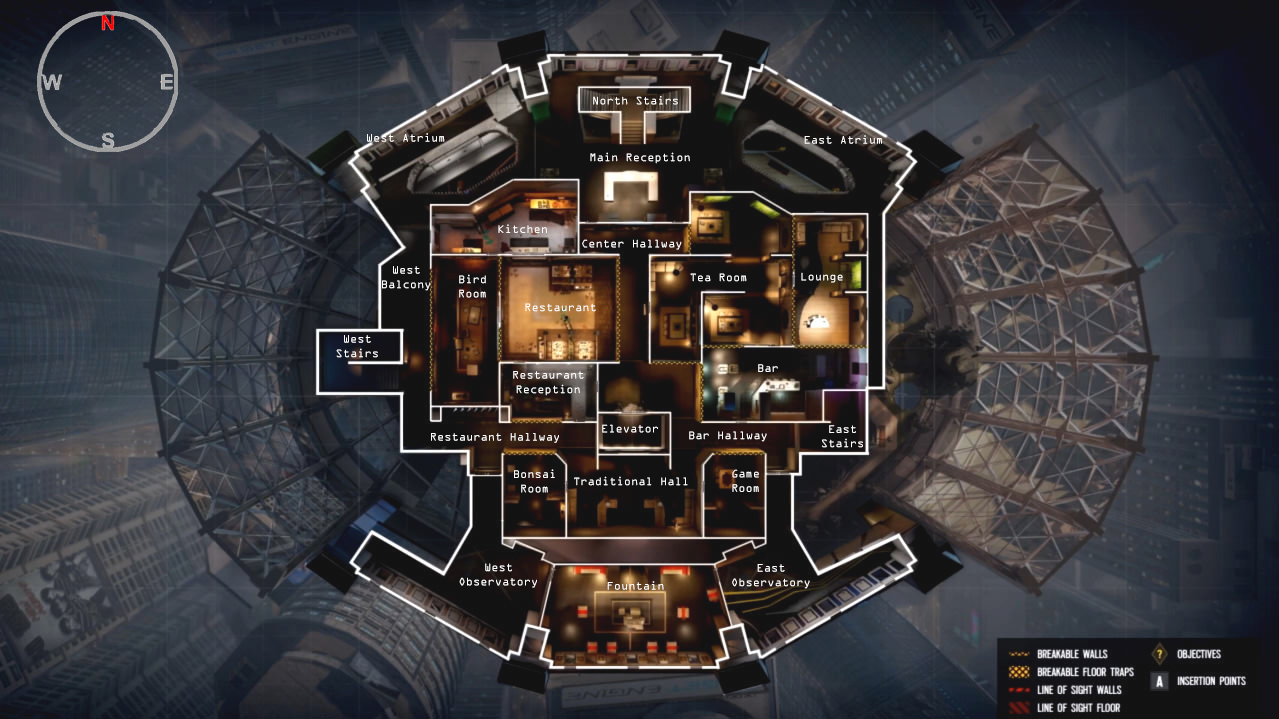 N
W
E
S
North Stairs
West Atrium
East Atrium
Main Reception
Kitchen
Center Hallway
West
Balcony
Bird
Room
Tea Room
Lounge
Restaurant
West
Stairs
Restaurant
Reception
Bar
Elevator
Restaurant Hallway
Bar Hallway
East
Stairs
Bonsai
Room
Traditional Hall
Game
Room
West
Observatory
East
Observatory
Fountain
BREAKABLE WALLS
BREAKABLE FLOOR TRAPS
LINE OF SIGHT WALLS
LINE OF SIGHT FLOOR
?
OBJECTIVES
A
INSERTION POINTS